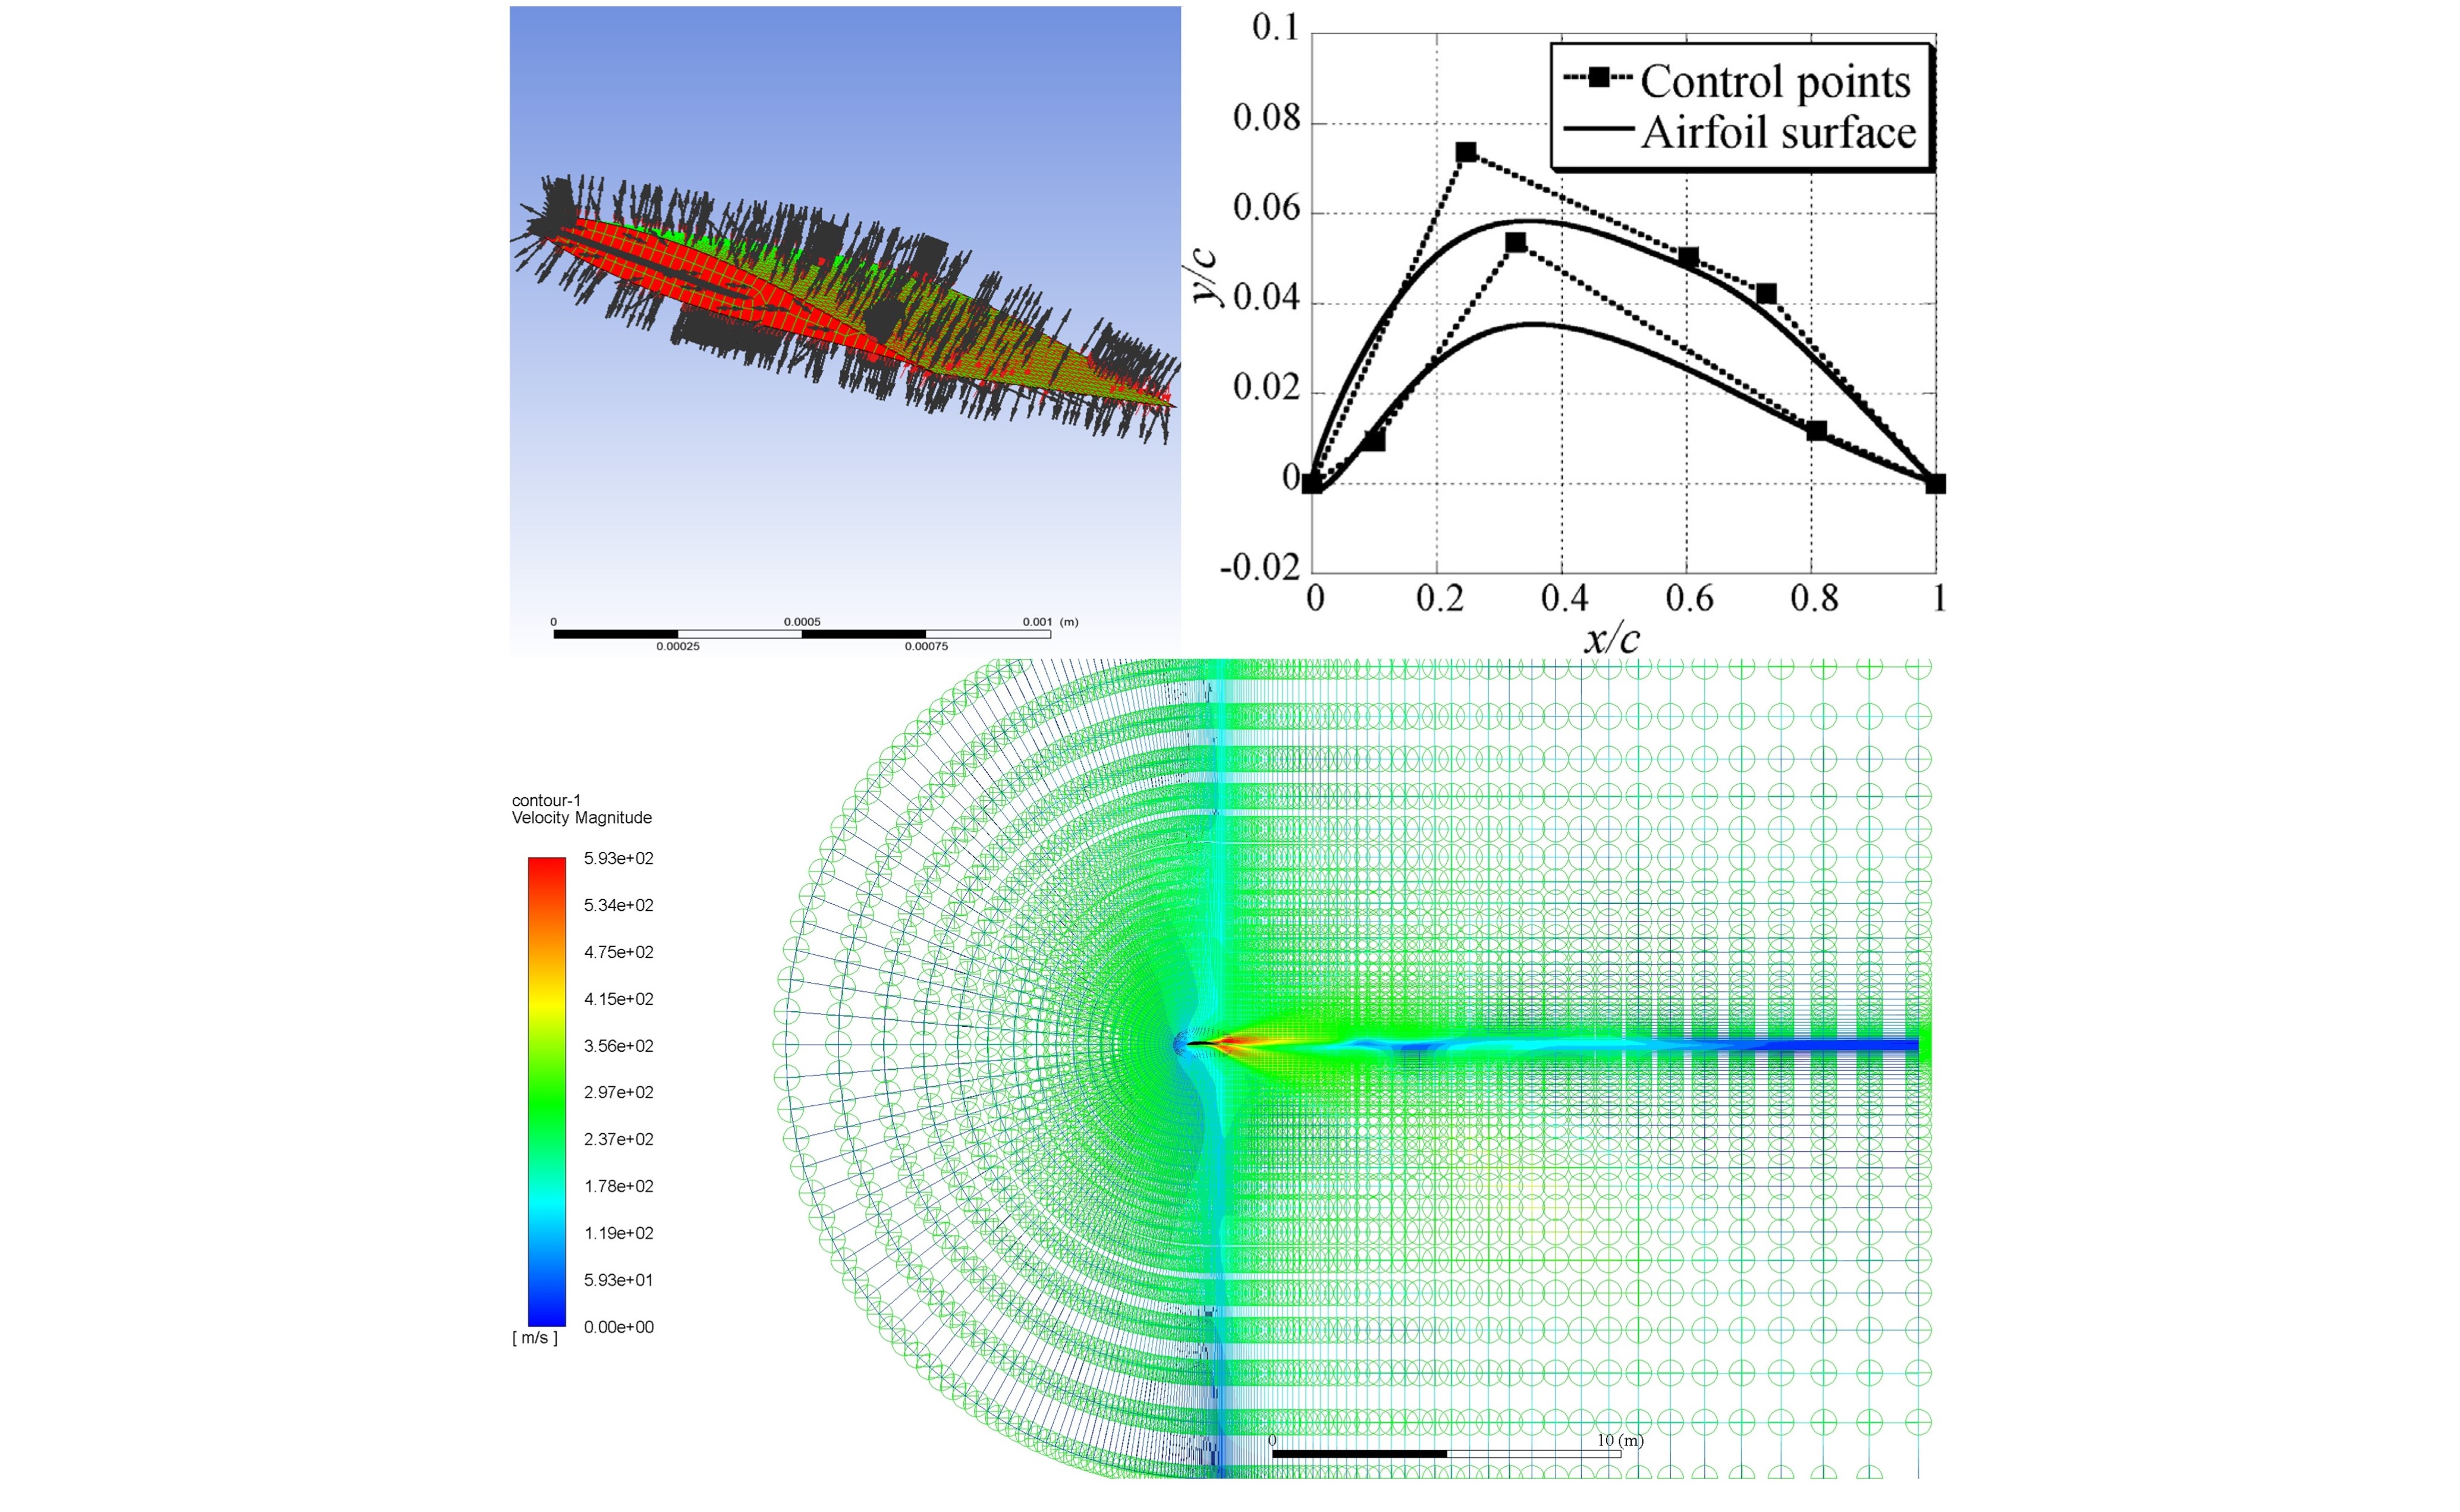 0 0.0005 0.001 (m)
0.00025 0.00075
0.1
0.08
0.06
0.04
0.02
0
-0.02
y/c
Control points
Airfoil surface
0 0.2 0.4 0.6 0.8 1
x/c
contour-1
Velocity Magnitude
5.93e+02
5.34e+02
4.75e+02
4.15e+02
3.56e+02
2.97e+02
2.37e+02
1.78e+02
1.19e+02
5.93e+01
0.00e+00
[ m/s ]
0 10 (m)